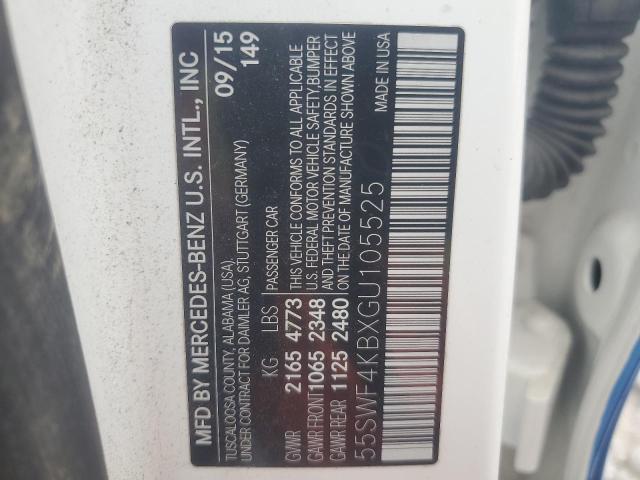 MFD BY MERCEDES-BENZ U.S. INTL., INC
TUSCALOOSA COUNTY, ALABAMA (USA),
UNDER CONTRACT FOR DAIMLER AG, STUTTGART (GERMANY)
09/15
149
KG LBS PASSENGER CAR
GVWR 2165 4773
GAWR FRONT 1065 2348
GAWR REAR 1125 2480
THIS VEHICLE CONFORMS TO ALL APPLICABLE
U.S. FEDERAL MOTOR VEHICLE SAFETY, BUMPER
AND THEFT PREVENTION STANDARDS IN EFFECT
ON THE DATE OF MANUFACTURE SHOWN ABOVE
55SWF4KBXGU105525
MADE IN USA